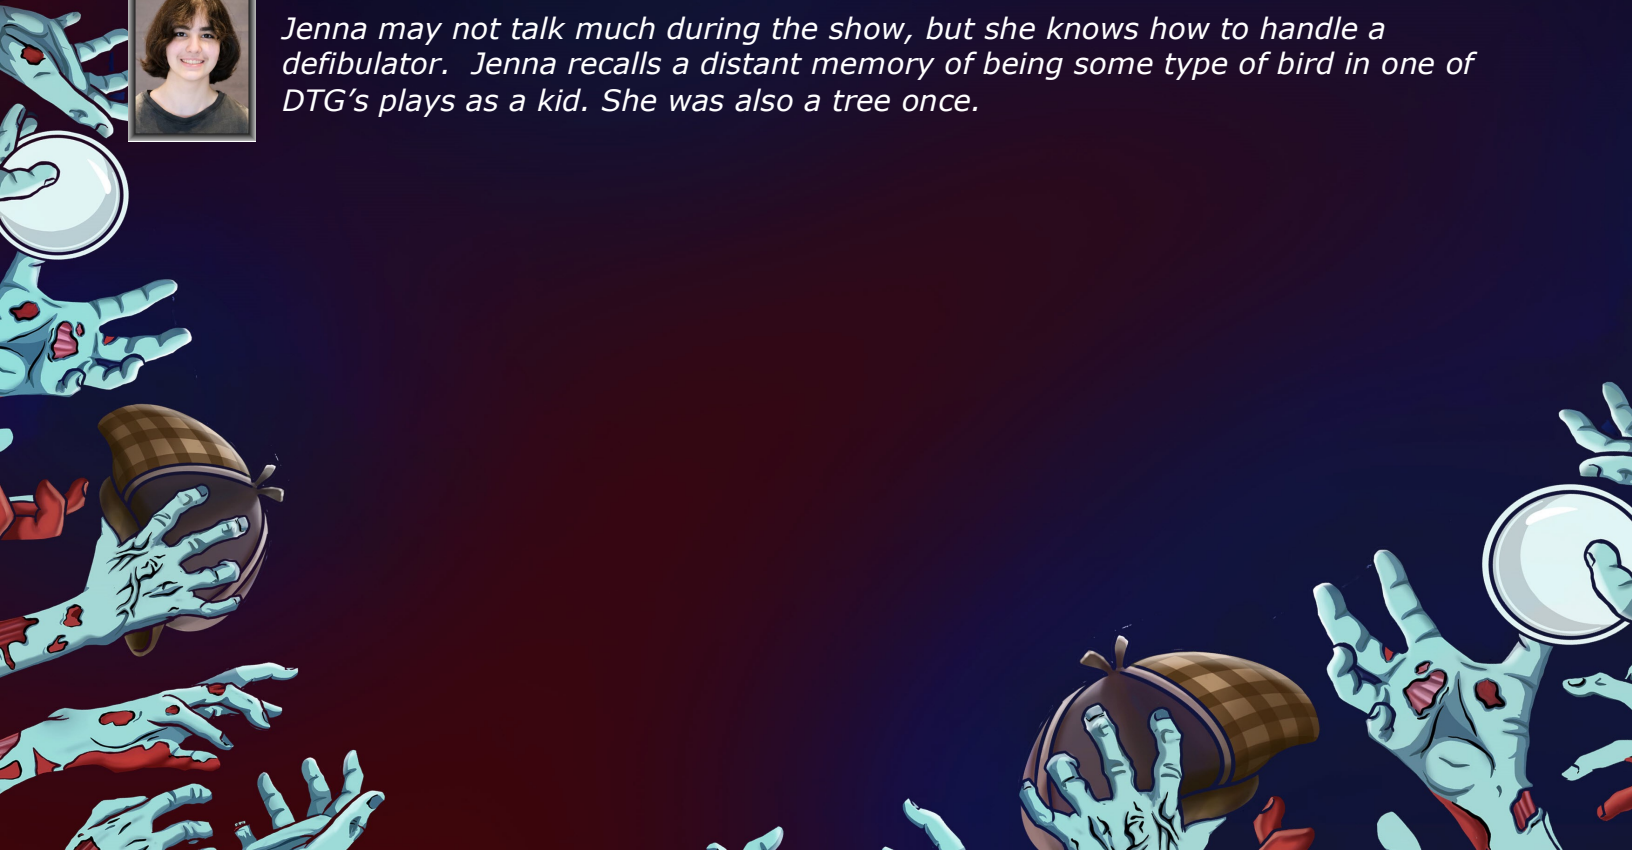 Jenna may not talk much during the show, but she knows how to handle a
defibulator.  Jenna recalls a distant memory of being some type of bird in one of
DTG’s plays as a kid. She was also a tree once.